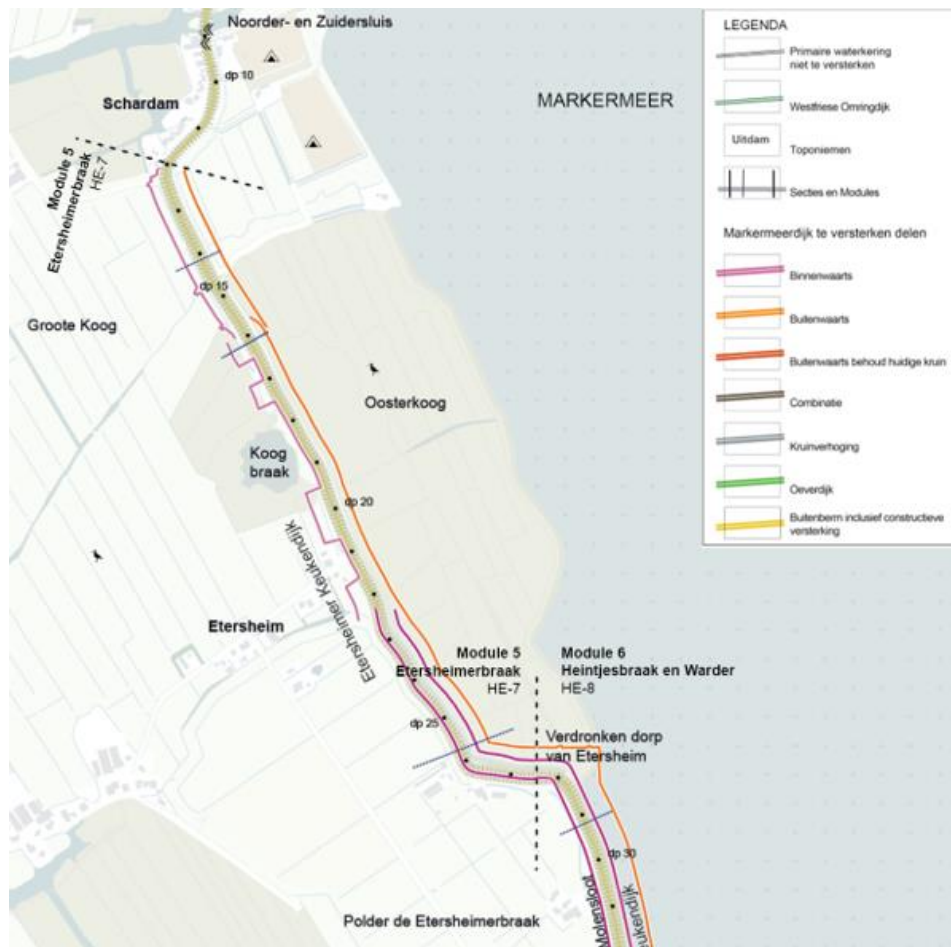 Noorder- en Zuidersluis
dp 10
Schardam
MARKERMEER
Module 5
Etersheimerbraak
HE-7
dp 15
Groote Koog
Oosterkoog
Koog
braak
dp 20
Etersheimer Keukendijk
Etersheim
Module 5
Etersheimerbraak
HE-7
Module 6
Heintjesbraak en Warder
HE-8
dp 25
Verdronken dorp
van Etersheim
dp 30
Molensloot
Polder de Etersheimerbraak
LEGENDA
Primaire waterkering
niet te versterken
Westfriese Omringdijk
Uitdam
Toponiemen
Secties en Modules
Markermeerdijk te versterken delen
Binnenwaarts
Buitenwaarts
Buitenwaarts behoud huidige kruin
Combinatie
Kruinverhoging
Oeverdijk
Buitenberm inclusief constructieve
versterking